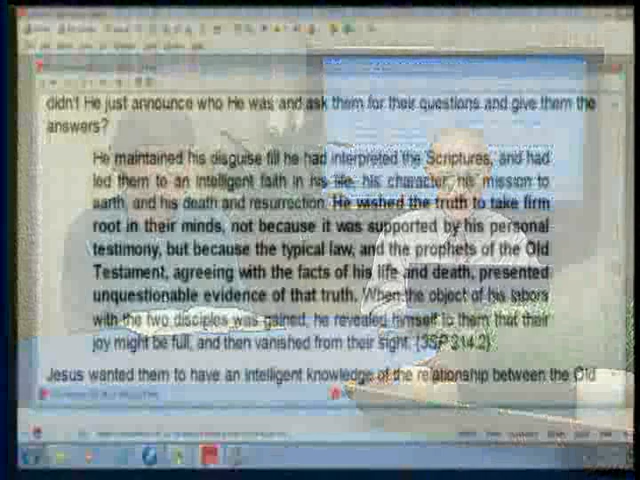 didn't He just announce who He was and ask them for their questions and give them the
answers?
He maintained his disguise till he had interpreted the Scriptures, and had
led them to an intelligent faith in his life, his character, his mission to
earth, and his death and resurrection. He wished the truth to take firm
root in their minds, not because it was supported by his personal
testimony, but because the typical law, and the prophets of the Old
Testament, agreeing with the facts of his life and death, presented
unquestionable evidence of that truth. When the object of his labors
with the two disciples was gained, he revealed himself to them that their
joy might be full, and then vanished from their sight. {3SP 214.2}
Jesus wanted them to have an intelligent knowledge of the relationship between the Old